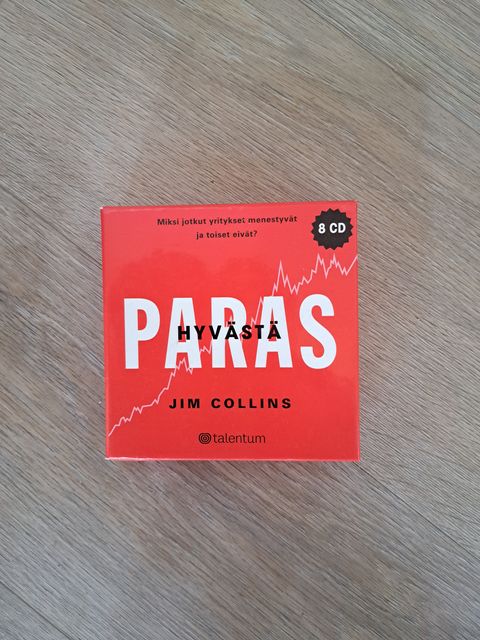 Miksi jotkut yritykset menestyvät
ja toiset eivät?
8 CD
HYVÄSTÄ
PARAS
JIM COLLINS
talentum